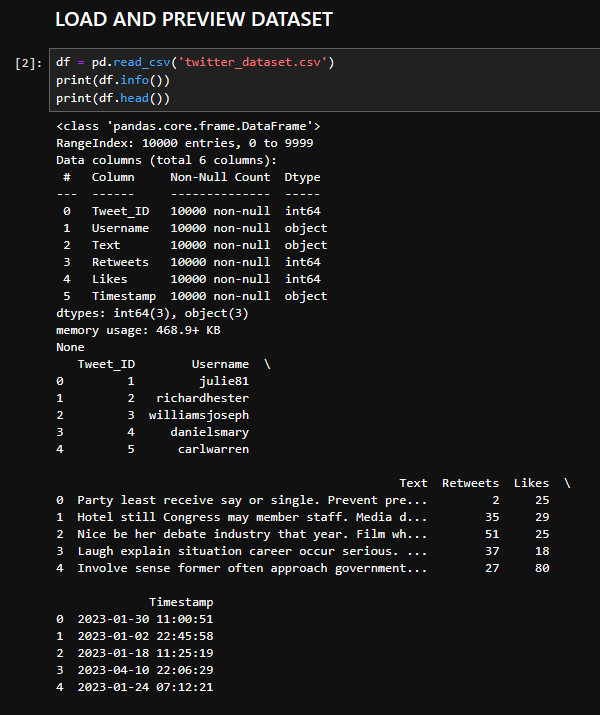 LOAD AND PREVIEW DATASET
[2]: df = pd.read_csv('twitter_dataset.csv')
print(df.info())
print(df.head())
<class 'pandas.core.frame.DataFrame'>
RangeIndex: 10000 entries, 0 to 9999
Data columns (total 6 columns):
 #   Column     Non-Null Count  Dtype
---  ------     --------------  -----
 0   Tweet_ID   10000 non-null  int64
 1   Username   10000 non-null  object
 2   Text       10000 non-null  object
 3   Retweets   10000 non-null  int64
 4   Likes      10000 non-null  int64
 5   Timestamp  10000 non-null  object
dtypes: int64(3), object(3)
memory usage: 468.9+ KB
None
   Tweet_ID        Username  \
0         1         julie81
1         2   richardhester
2         3  williamsjoseph
3         4     danielsmary
4         5      carlwarren
                                                Text  Retweets  Likes  \
0  Party least receive say or single. Prevent pre...         2     25
1  Hotel still Congress may member staff. Media d...        35     29
2  Nice be her debate industry that year. Film wh...        51     25
3  Laugh explain situation career occur serious. ...        37     18
4  Involve sense former often approach government...        27     80
             Timestamp
0  2023-01-30 11:00:51
1  2023-01-02 22:45:58
2  2023-01-18 11:25:19
3  2023-04-10 22:06:29
4  2023-01-24 07:12:21